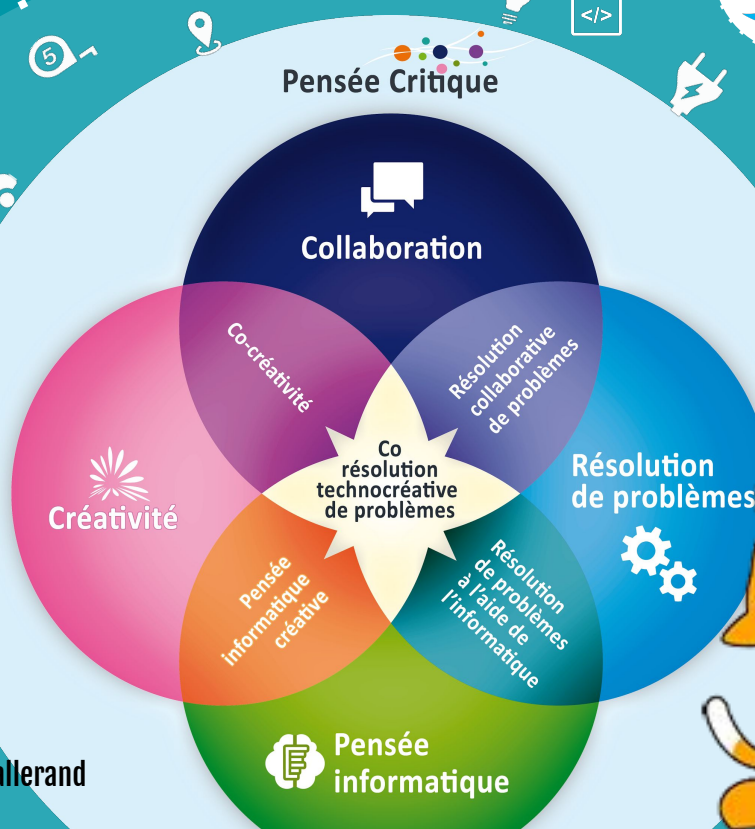 </>
5
Pensée Critique
Collaboration
Co-créativité
Résolution
collaborative
de problèmes
Co
résolution
technocréative
de problèmes
Créativité
Résolution
de problèmes
Pensée
informatique
créative
Résolution
de problèmes
à l'aide de
l'informatique
Pensée
informatique
allerand